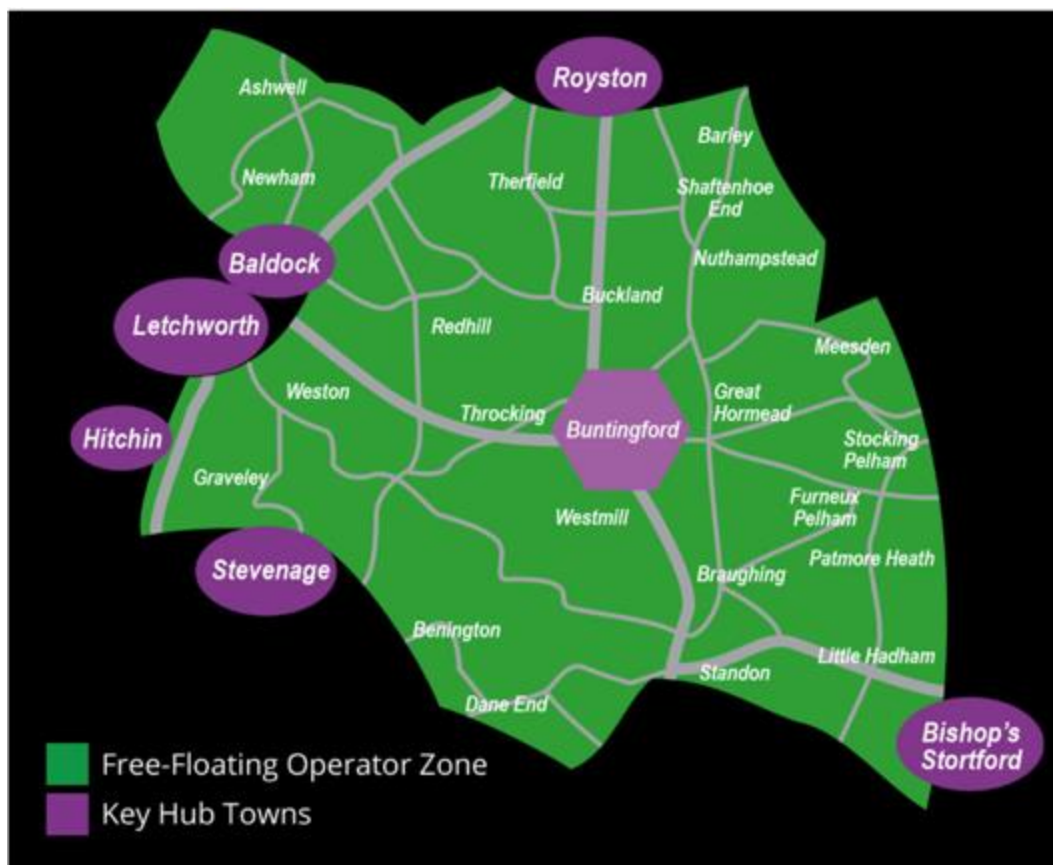 Royston
Ashwell
Barley
Newham
Therfield
Shaftenhoe
End
Baldock
Nuthampstead
Buckland
Letchworth
Redhill
Meesden
Weston
Great
Hormead
Throcking
Buntingford
Hitchin
Stocking
Pelham
Graveley
Furneux
Pelham
Westmill
Patmore Heath
Stevenage
Braughing
Benington
Little Hadham
Standon
Dane End
Bishop's
Stortford
Free-Floating Operator Zone
Key Hub Towns